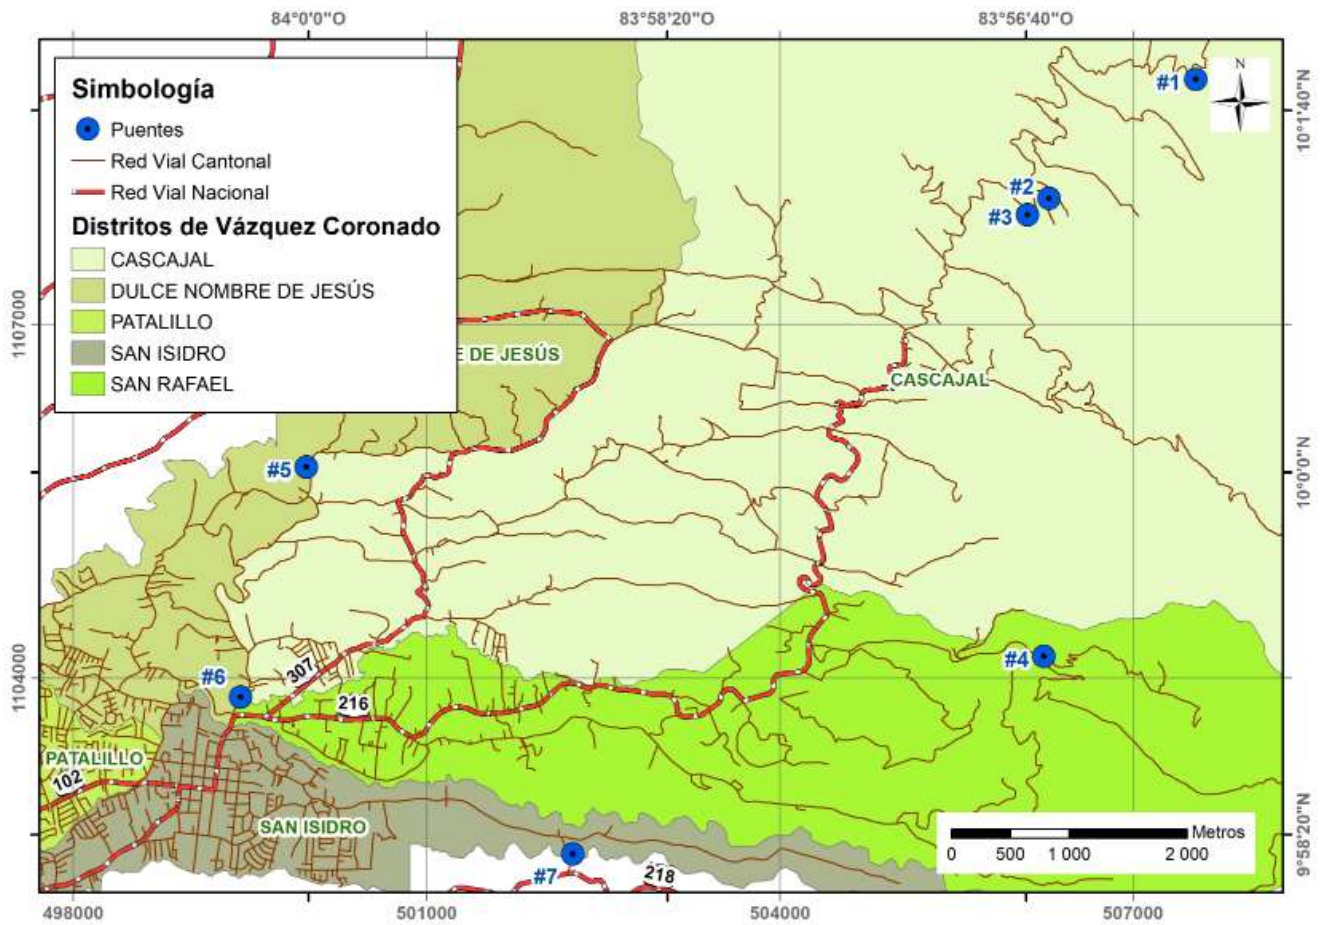 84°0'0"O 83°58'20"O 83°56'40"O
Simbología
Puentes
Red Vial Cantonal
Red Vial Nacional
Distritos de Vázquez Coronado
CASCAJAL
DULCE NOMBRE DE JESÚS
PATALILLO
SAN ISIDRO
SAN RAFAEL
#1
N
10°1'40"N
#2
#3
1107000
E DE JESÚS
CASCAJAL
#5
10°0'0"N
#4
307
#6
1104000
216
PATALILLO
102
SAN ISIDRO
#7
218
Metros
0 500 1 000 2 000
9°58'2"N
498000 501000 504000 507000